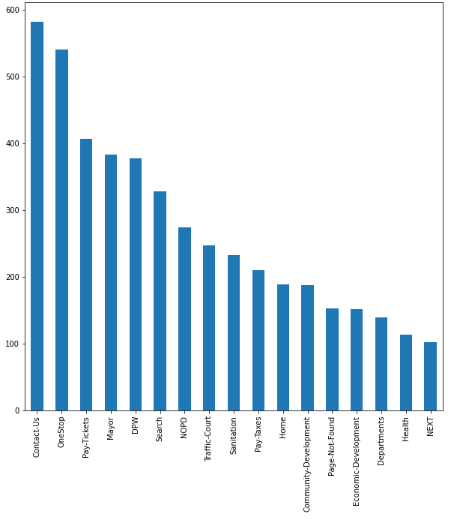 600
500
400
300
200
100
0
Contact-Us
OneStop
Pay-Tickets
Mayor
DPW
Search
NOPD
Traffic-Court
Sanitation
Pay-Taxes
Home
Community-Development
Page-Not-Found
Economic-Development
Departments
Health
NEXT